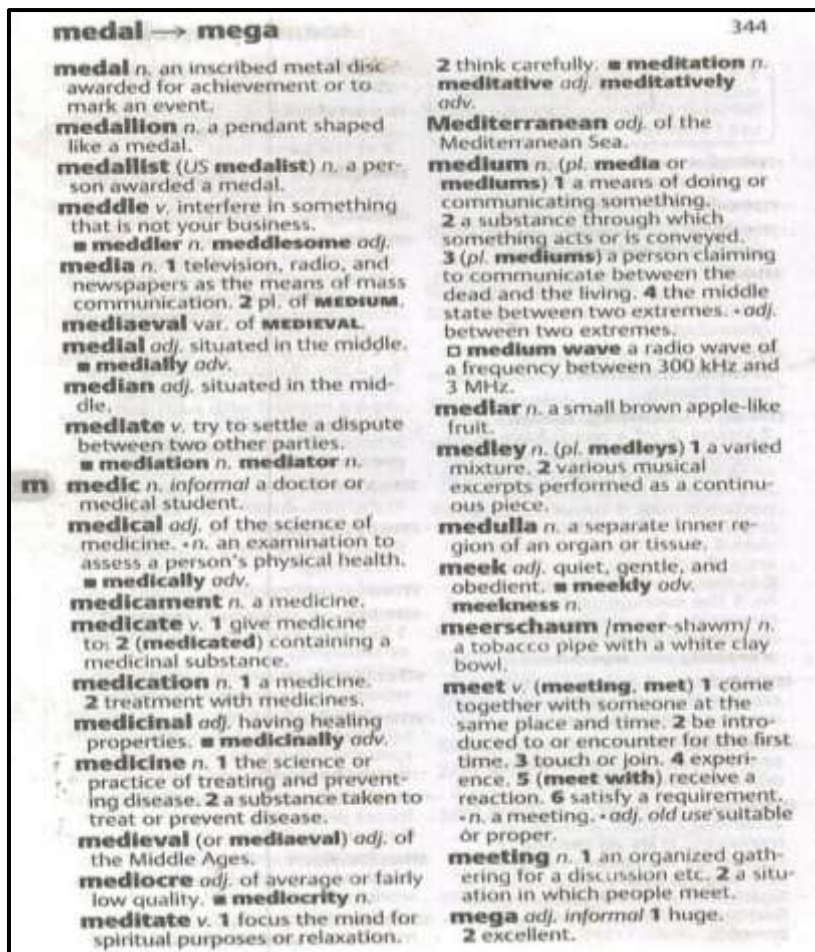 medal → mega
344
medal n. an inscribed metal disc
awarded for achievement or to
mark an event.
medallion n. a pendant shaped
like a medal.
medallist (US medalist) n. a per-
son awarded a medal.
meddle v. interfere in something
that is not your business.
■ meddler n. meddlesome adj.
media n. 1 television, radio, and
newspapers as the means of mass
communication. 2 pl. of MEDIUM.
mediaeval var. of MEDIEVAL.
medial adj. situated in the middle.
■ medially adv.
median adj. situated in the mid-
dle.
mediate v. try to settle a dispute
between two other parties.
■ mediation n. mediator n.
m
medic n. informal a doctor or
medical student.
medical adj. of the science of
medicine. •n. an examination to
assess a person's physical health.
■ medically adv.
medicament n. a medicine.
medicate v. 1 give medicine
to; 2 (medicated) containing a
medicinal substance.
medication n. 1 a medicine.
2 treatment with medicines.
medicinal adj. having healing
properties. ■ medicinally adv.
medicine n. 1 the science or
practice of treating and prevent-
ing disease. 2 a substance taken to
treat or prevent disease.
medieval (or mediaeval) adj. of
the Middle Ages.
mediocre adj. of average or fairly
low quality. ■ mediocrity n.
meditate v. 1 focus the mind for
spiritual purposes or relaxation.
2 think carefully. ■ meditation n.
meditative adj. meditatively
adv.
Mediterranean adj. of the
Mediterranean Sea.
medium n. (pl. media or
mediums) 1 a means of doing or
communicating something.
2 a substance through which
something acts or is conveyed.
3 (pl. mediums) a person claiming
to communicate between the
dead and the living. 4 the middle
state between two extremes. •adj.
between two extremes.
□ medium wave a radio wave of
a frequency between 300 kHz and
3 MHz.
medlar n. a small brown apple-like
fruit.
medley n. (pl. medleys) 1 a varied
mixture. 2 various musical
excerpts performed as a continu-
ous piece.
medulla n. a separate inner re-
gion of an organ or tissue.
meek adj. quiet, gentle, and
obedient. ■ meekly adv.
meekness n.
meerschaum /meer-shawm/ n.
a tobacco pipe with a white clay
bowl.
meet v. (meeting, met) 1 come
together with someone at the
same place and time. 2 be intro-
duced to or encounter for the first
time. 3 touch or join. 4 experi-
ence. 5 (meet with) receive a
reaction. 6 satisfy a requirement.
•n. a meeting. •adj. old use suitable
or proper.
meeting n. 1 an organized gath-
ering for a discussion etc. 2 a situ-
ation in which people meet.
mega adj. informal 1 huge.
2 excellent.